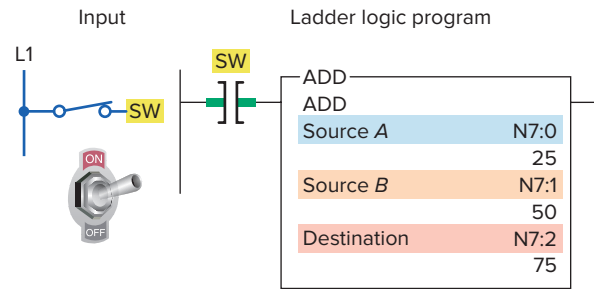 Input
Ladder logic program
L1
SW
ON
OFF
SW
ADD
ADD
Source A N7:0
25
Source B N7:1
50
Destination N7:2
75